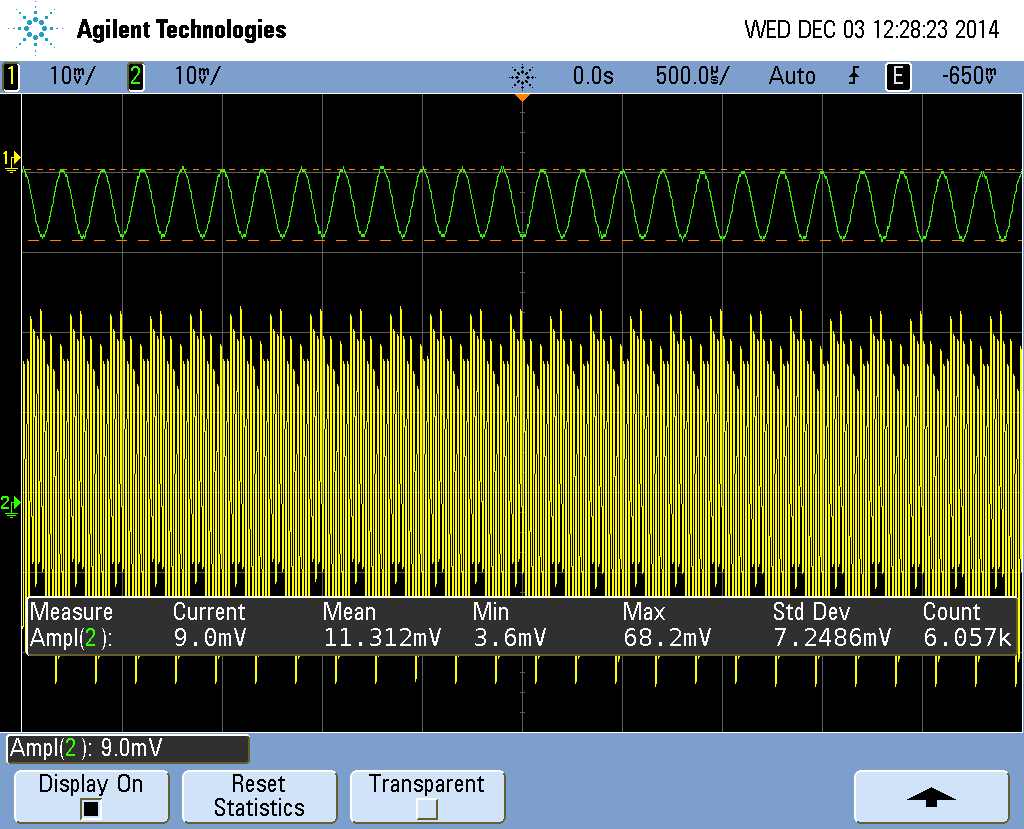 Agilent Technologies WED DEC 03 12:28:23 2014
1 10mV/ 2 10mV/ 0.0s 500.0µs/ Auto E -650mV
1
2
Measure Current Mean Min Max Std Dev Count
Ampl(2): 9.0mV 11.312mV 3.6mV 68.2mV 7.2486mV 6.057k
Ampl(2): 9.0mV
Display On Reset Transparent
Statistics